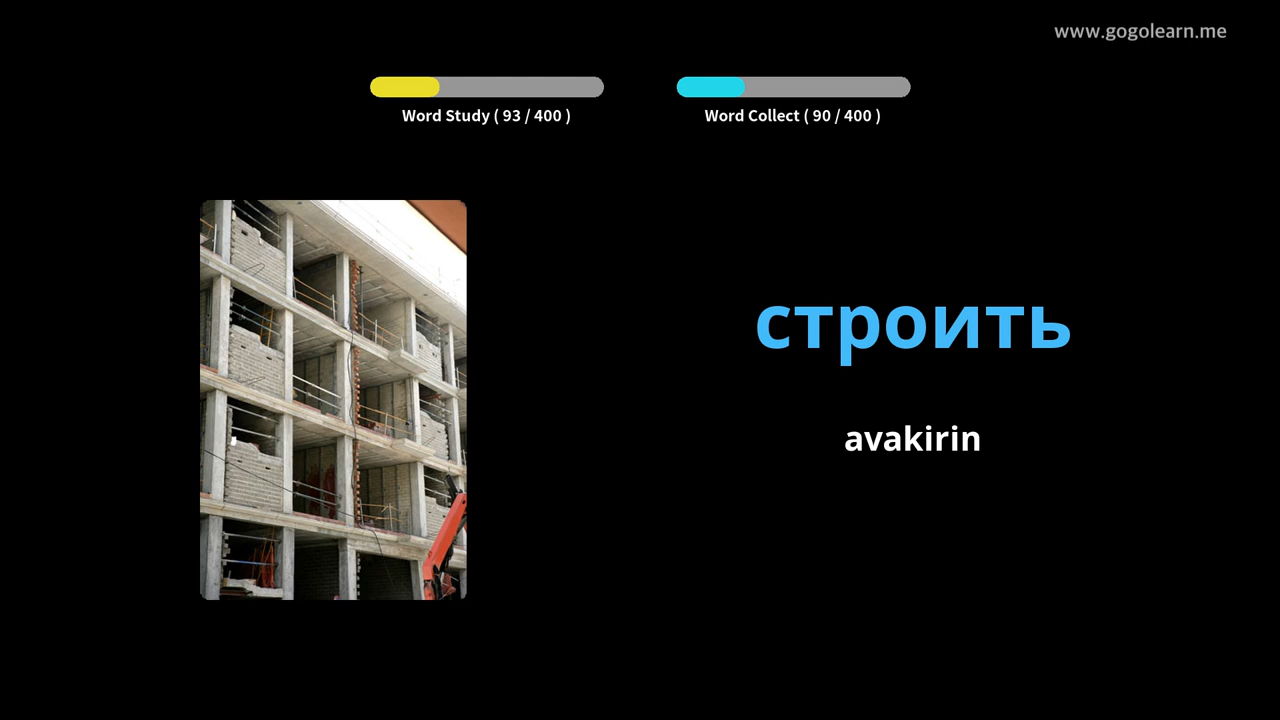 www.gogolearn.me
Word Study ( 93 / 400 )
Word Collect ( 90 / 400 )
строить
avakirin